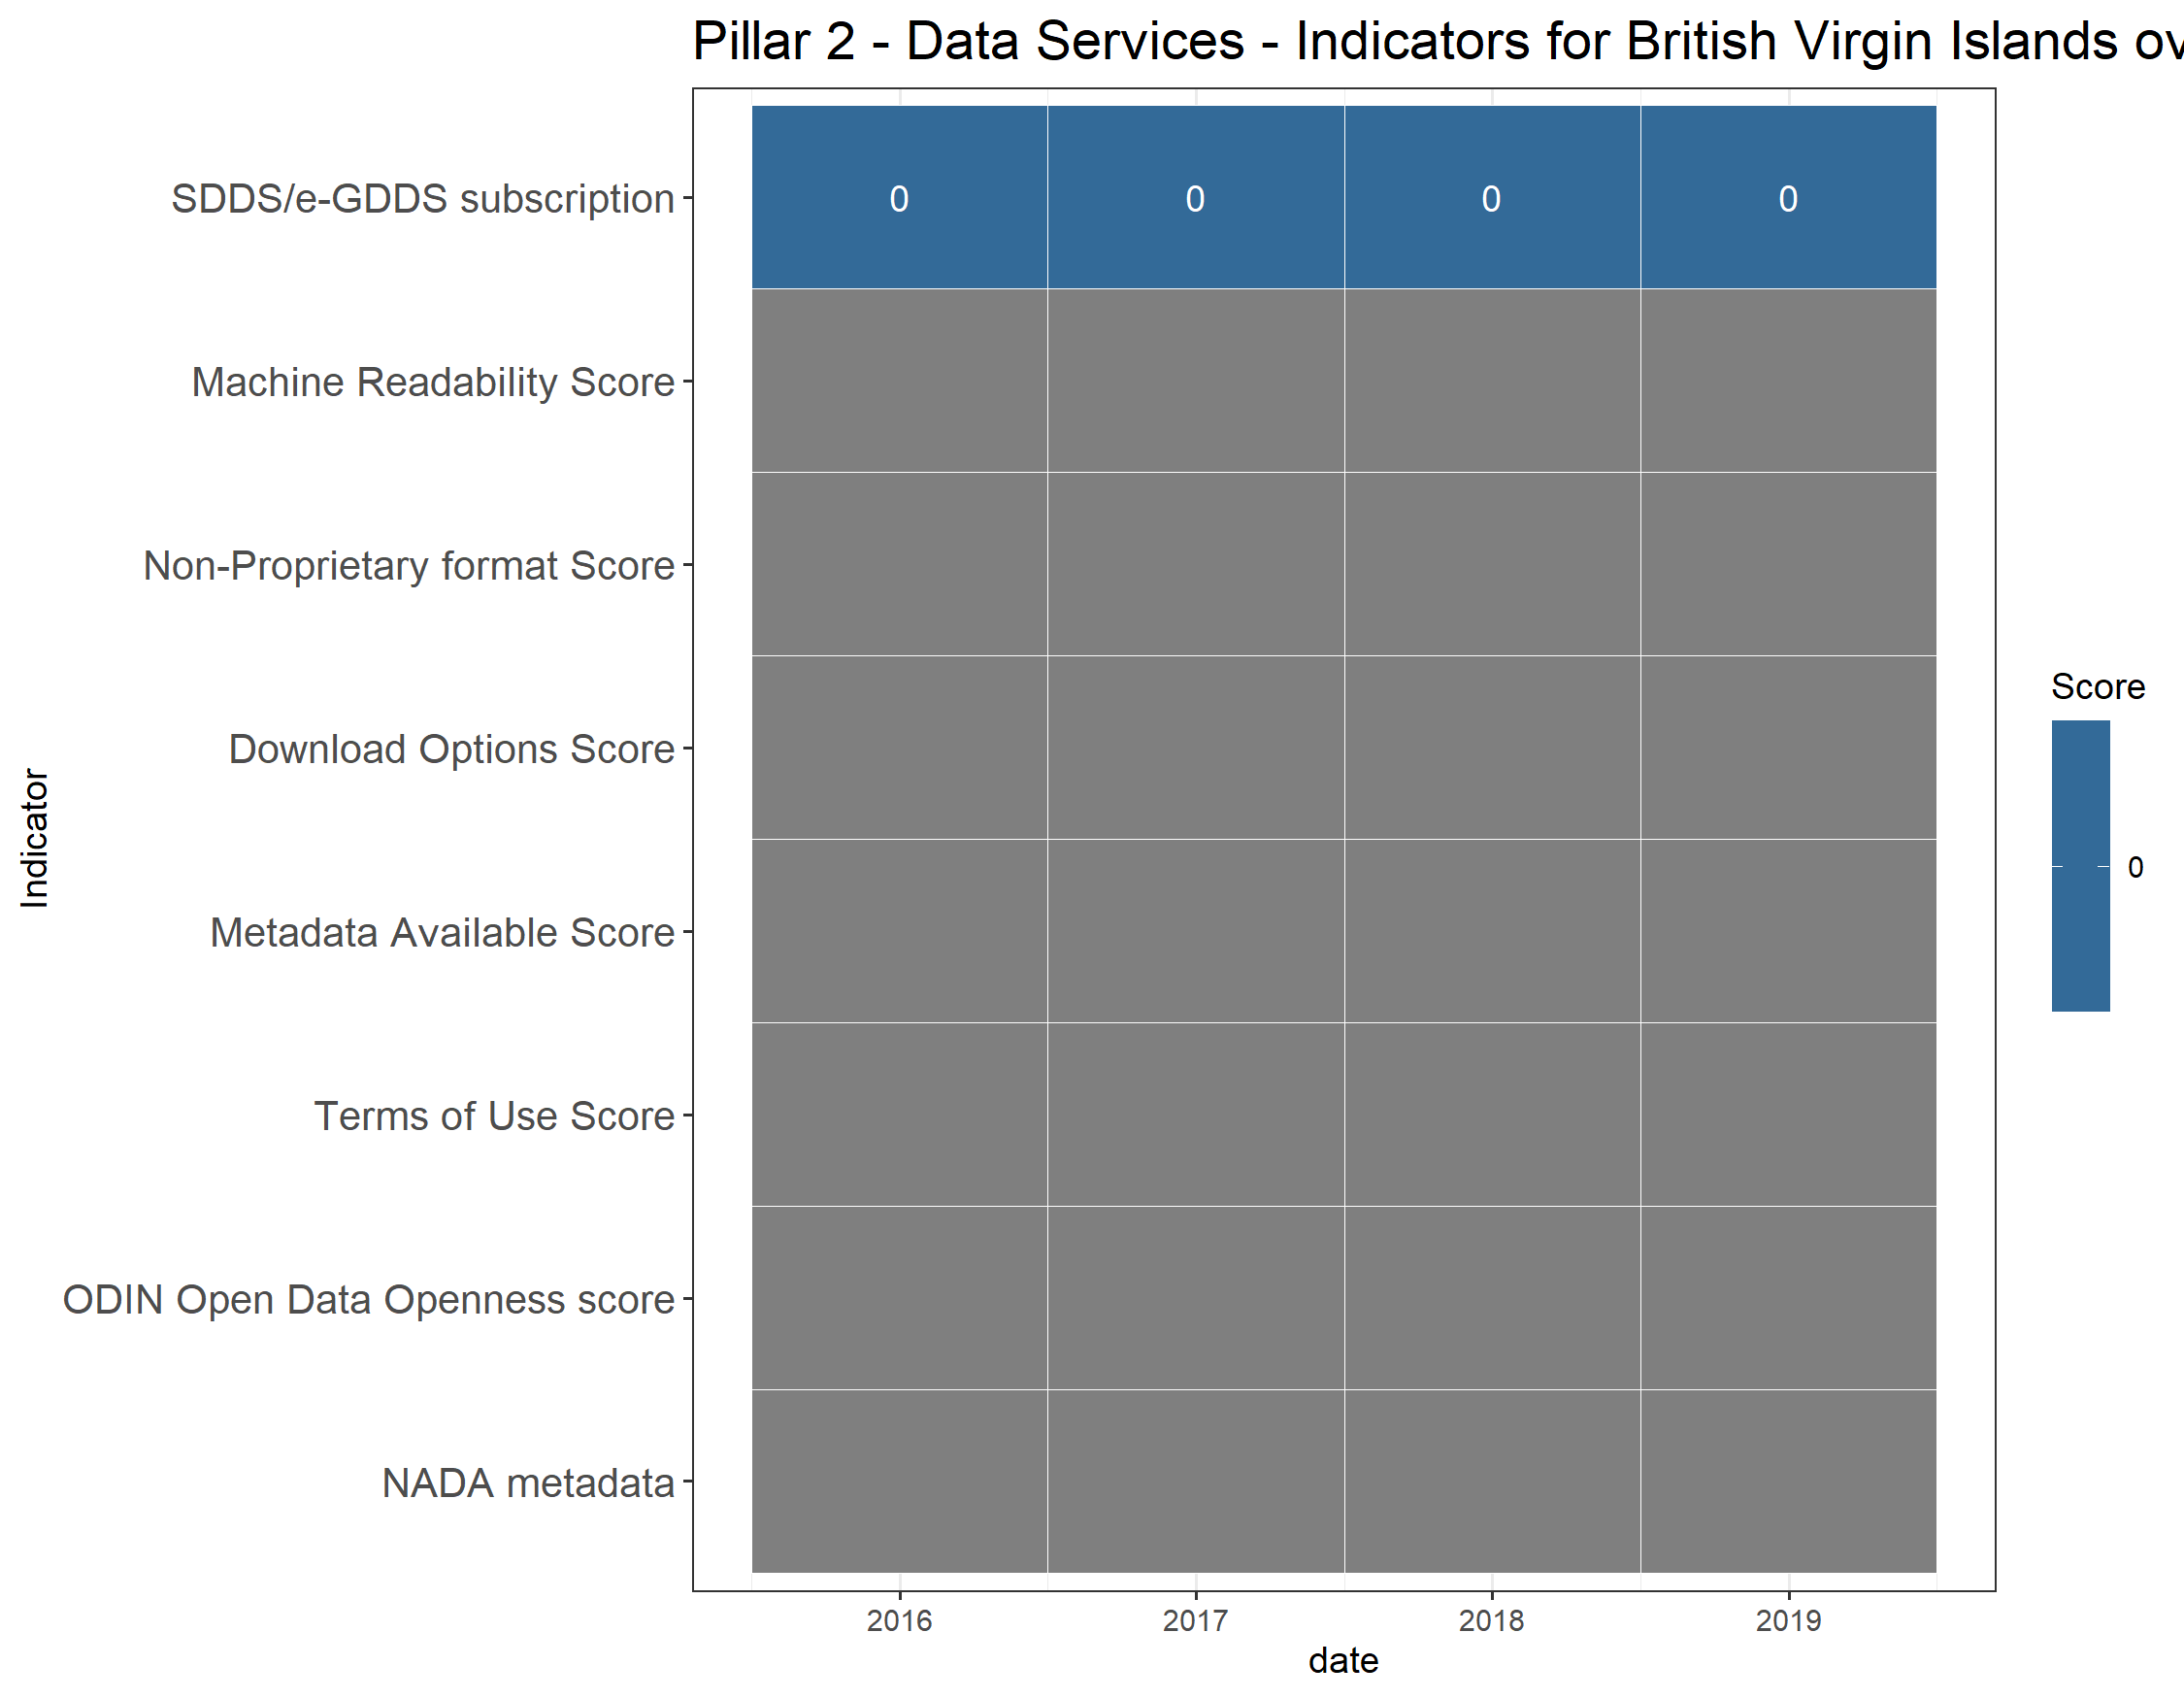 Pillar 2 - Data Services - Indicators for British Virgin Islands ov
SDDS/e-GDDS subscription
0 0 0 0
Machine Readability Score
Non-Proprietary format Score
Download Options Score
Metadata Available Score
Terms of Use Score
ODIN Open Data Openness score
NADA metadata
Indicator
2016 2017 2018 2019
date
Score
0